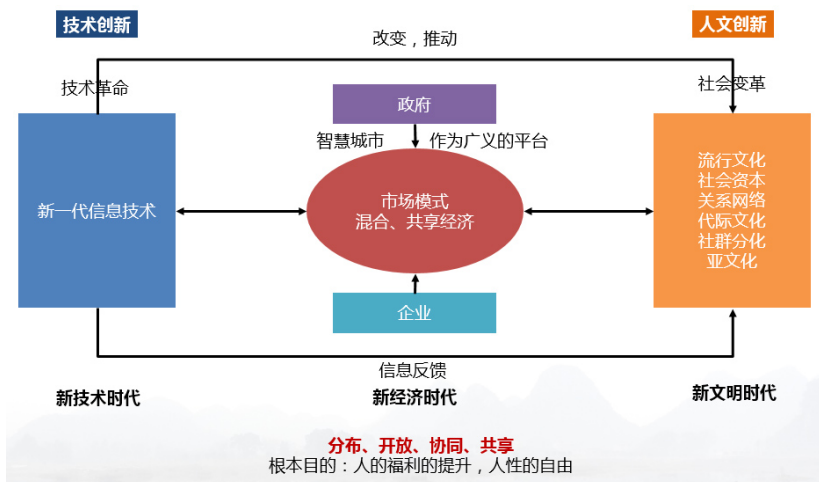 技术创新
人文创新
改变，推动
技术革命
社会变革
政府
智慧城市
作为广义的平台
新一代信息技术
市场模式
混合、共享经济
流行文化
社会资本
关系网络
代际文化
社群分化
亚文化
企业
信息反馈
新技术时代
新经济时代
新文明时代
分布、开放、协同、共享
根本目的：人的福利的提升，人性的自由